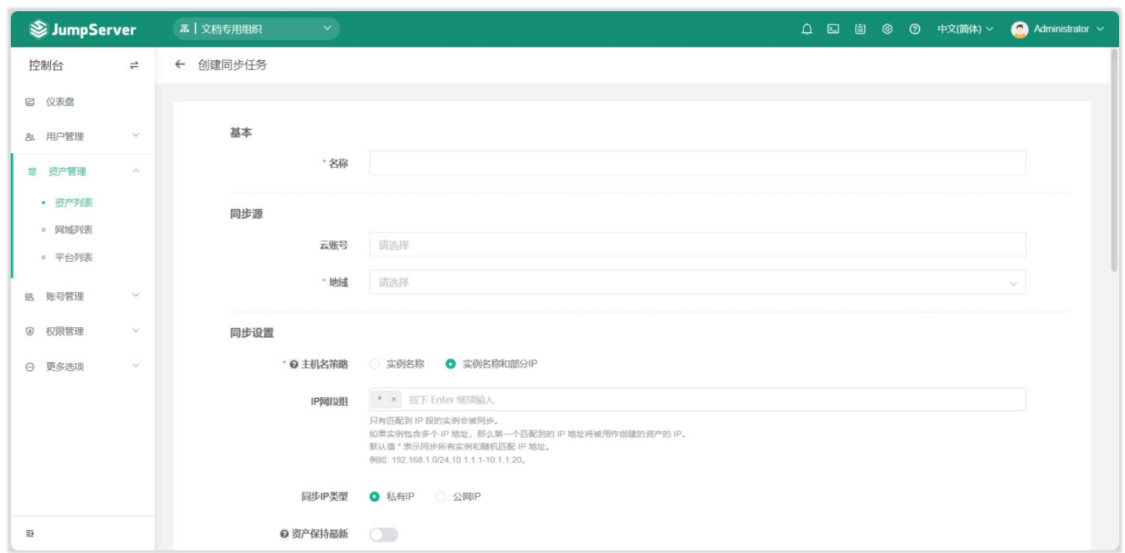 JumpServer
文档专用组织
中文(简体)
Administrator
控制台
创建同步任务
仪表盘
用户管理
资产管理
资产列表
网域列表
平台列表
账号管理
权限管理
更多选项
基本
* 名称
同步源
云账号
请选择
* 地域
请选择
同步设置
* 主机名策略
实例名称
实例名称和部分IP
IP网段组
* × 按下 Enter 继续输入
只有匹配到 IP 段的实例会被同步。
如果实例包含多个 IP 地址，那么第一个匹配到的 IP 地址将被用作创建的资产的 IP。
默认值 * 表示同步所有实例和随机匹配 IP 地址。
例如: 192.168.1.0/24,10.1.1.1-10.1.1.20。
同步IP类型
私有IP
公网IP
资产保持最新